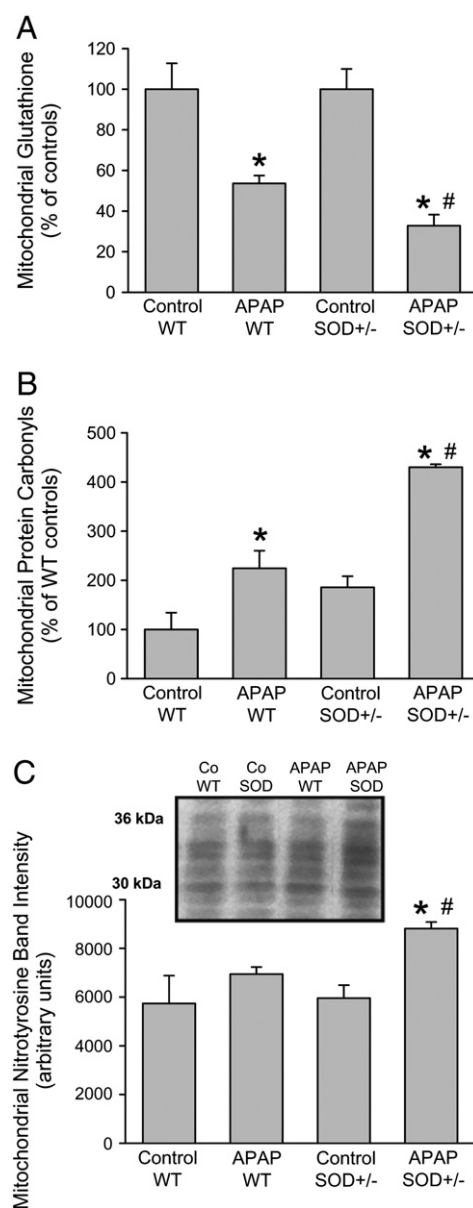 A
Mitochondrial Glutathione
(% of controls)
120
100
80
60
40
20
0
*
* #
Control
WT
APAP
WT
Control
SOD+/-
APAP
SOD+/-
B
Mitochondrial Protein Carbonyls
(% of WT controls)
500
400
300
200
100
0
*
* #
Control
WT
APAP
WT
Control
SOD+/-
APAP
SOD+/-
C
Co
WT
Co
SOD
APAP
WT
APAP
SOD
36 kDa
30 kDa
Mitochondrial Nitrotyrosine Band Intensity
(arbitrary units)
10000
8000
6000
4000
2000
0
* #
Control
WT
APAP
WT
Control
SOD+/-
APAP
SOD+/-